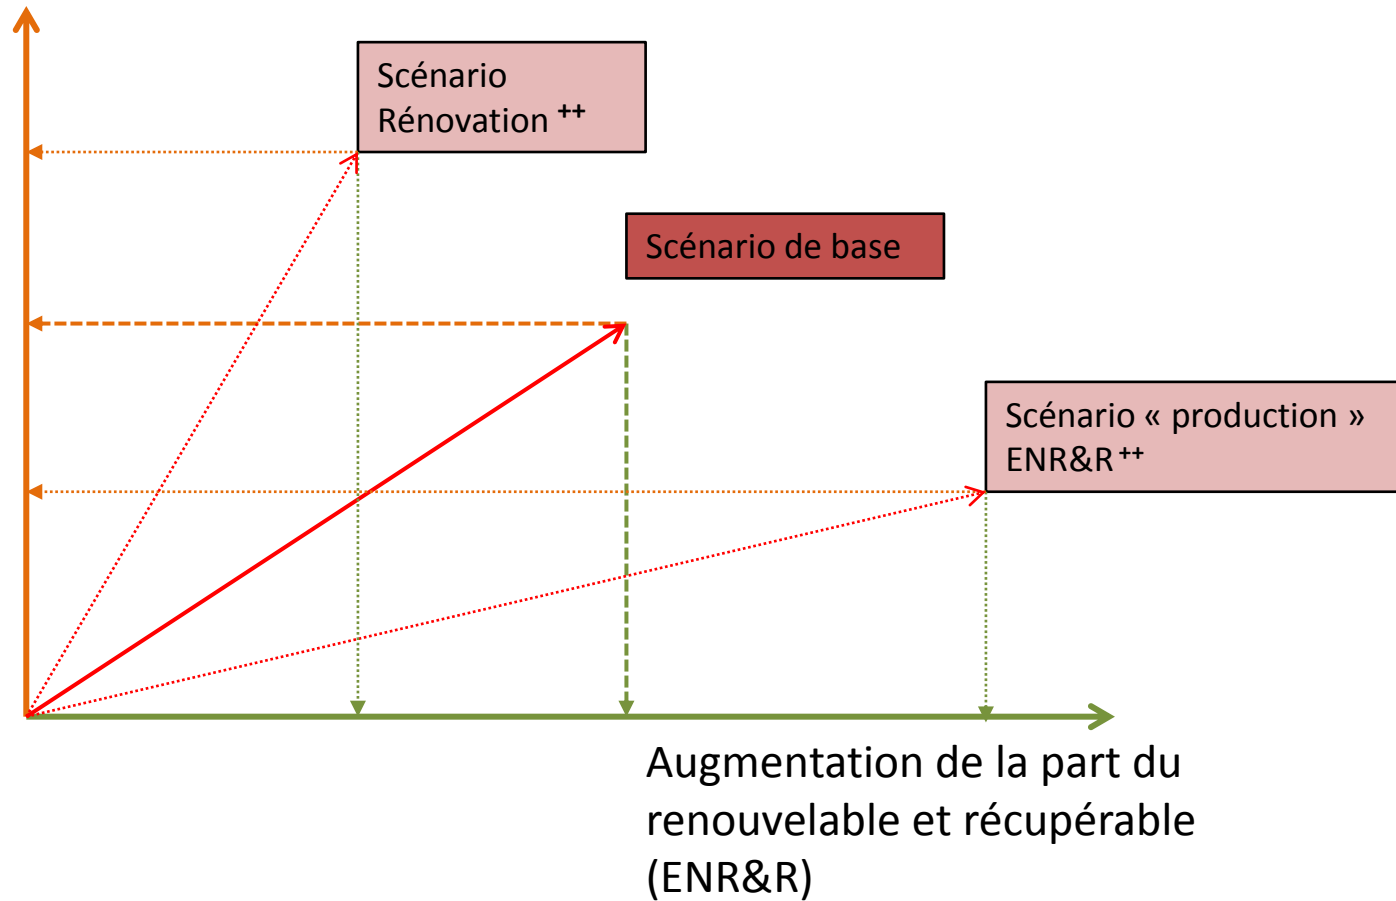 Scénario
Rénovation ++
Scénario de base
Scénario « production »
ENR&R ++
Augmentation de la part du
renouvelable et récupérable
(ENR&R)